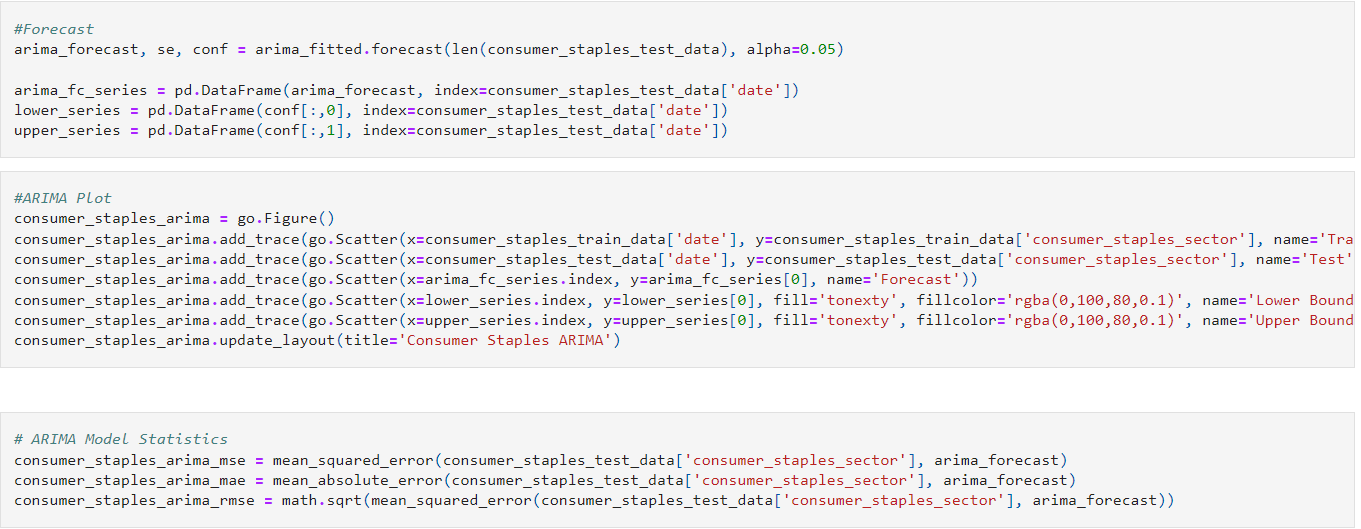 #Forecast
arima_forecast, se, conf = arima_fitted.forecast(len(consumer_staples_test_data), alpha=0.05)
arima_fc_series = pd.DataFrame(arima_forecast, index=consumer_staples_test_data['date'])
lower_series = pd.DataFrame(conf[:,0], index=consumer_staples_test_data['date'])
upper_series = pd.DataFrame(conf[:,1], index=consumer_staples_test_data['date'])
#ARIMA Plot
consumer_staples_arima = go.Figure()
consumer_staples_arima.add_trace(go.Scatter(x=consumer_staples_train_data['date'], y=consumer_staples_train_data['consumer_staples_sector'], name='Tra
consumer_staples_arima.add_trace(go.Scatter(x=consumer_staples_test_data['date'], y=consumer_staples_test_data['consumer_staples_sector'], name='Test'
consumer_staples_arima.add_trace(go.Scatter(x=arima_fc_series.index, y=arima_fc_series[0], name='Forecast'))
consumer_staples_arima.add_trace(go.Scatter(x=lower_series.index, y=lower_series[0], fill='tonexty', fillcolor='rgba(0,100,80,0.1)', name='Lower Bound
consumer_staples_arima.add_trace(go.Scatter(x=upper_series.index, y=upper_series[0], fill='tonexty', fillcolor='rgba(0,100,80,0.1)', name='Upper Bound
consumer_staples_arima.update_layout(title='Consumer Staples ARIMA')
# ARIMA Model Statistics
consumer_staples_arima_mse = mean_squared_error(consumer_staples_test_data['consumer_staples_sector'], arima_forecast)
consumer_staples_arima_mae = mean_absolute_error(consumer_staples_test_data['consumer_staples_sector'], arima_forecast)
consumer_staples_arima_rmse = math.sqrt(mean_squared_error(consumer_staples_test_data['consumer_staples_sector'], arima_forecast))